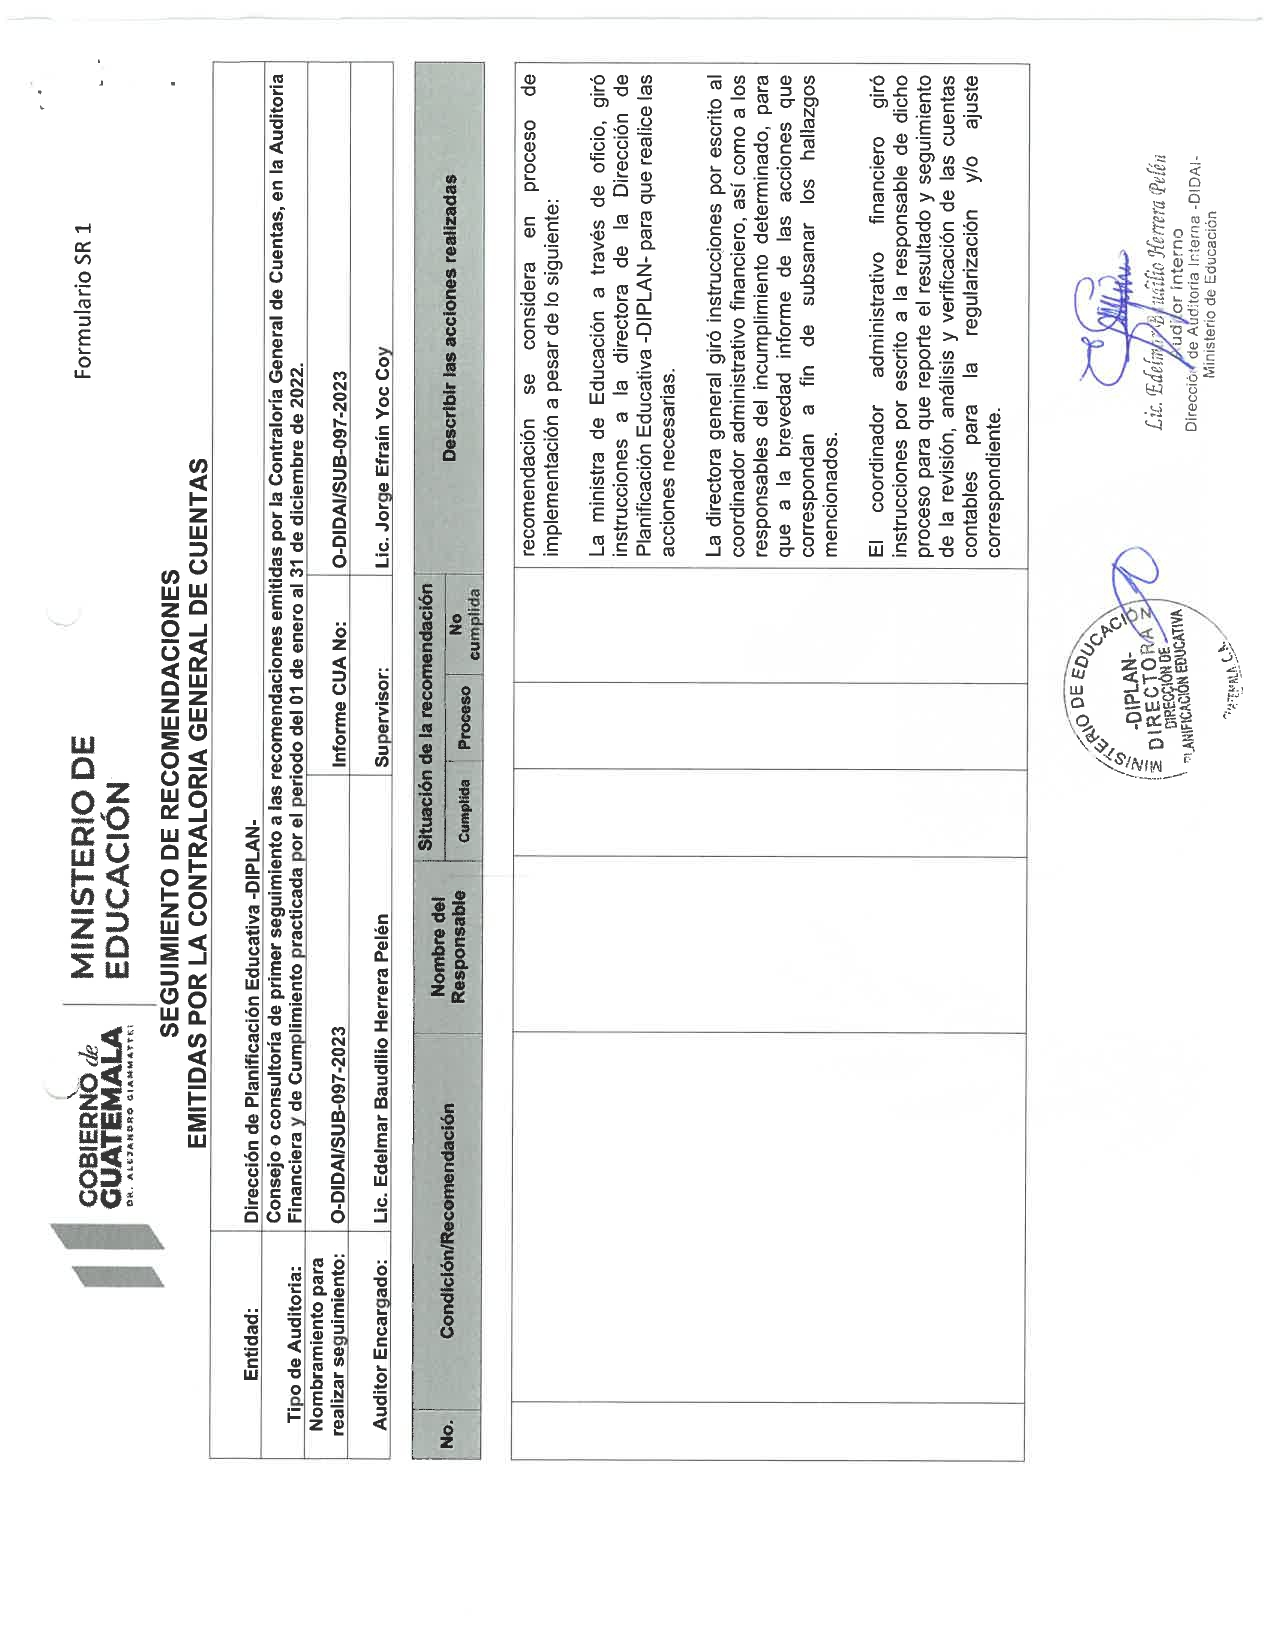 Formulario SR 1
GOBIERNO de
GUATEMALA
DR. ALEJANDRO GIAMMATTEI
MINISTERIO DE
EDUCACIÓN
SEGUIMIENTO DE RECOMENDACIONES
EMITIDAS POR LA CONTRALORIA GENERAL DE CUENTAS
Entidad: Dirección de Planificación Educativa -DIPLAN-
Tipo de Auditoria: Consejo o consultoría de primer seguimiento a las recomendaciones emitidas por la Contraloría General de Cuentas, en la Auditoria
Financiera y de Cumplimiento practicada por el periodo del 01 de enero al 31 de diciembre de 2022.
Nombramiento para
realizar seguimiento: O-DIDAI/SUB-097-2023 Informe CUA No: O-DIDAI/SUB-097-2023
Auditor Encargado: Lic. Edelmar Baudilio Herrera Pelén Supervisor: Lic. Jorge Efraín Yoc Coy
No. Condición/Recomendación
Nombre del
Responsable
Situación de la recomendación
Cumplida Proceso
No
cumplida
Describir las acciones realizadas
recomendación se considera en proceso de
implementación a pesar de lo siguiente:
La ministra de Educación a través de oficio, giró
instrucciones a la directora de la Dirección de
Planificación Educativa -DIPLAN- para que realice las
acciones necesarias.
La directora general giró instrucciones por escrito al
coordinador administrativo financiero, así como a los
responsables del incumplimiento determinado, para
que a la brevedad informe de las acciones que
correspondan a fin de subsanar los hallazgos
mencionados.
El coordinador administrativo financiero giró
instrucciones por escrito a la responsable de dicho
proceso para que reporte el resultado y seguimiento
de la revisión, análisis y verificación de las cuentas
contables para la regularización y/o ajuste
correspondiente.
MINISTERIO DE EDUCACIÓN
-DIPLAN-
DIRECTORA
DIRECCIÓN DE
PLANIFICACIÓN EDUCATIVA
GUATEMALA, C.A.
Lic. Edelmar Baudilio Herrera Pelén
Auditor Interno
Dirección de Auditoria Interna -DIDAI-
Ministerio de Educación